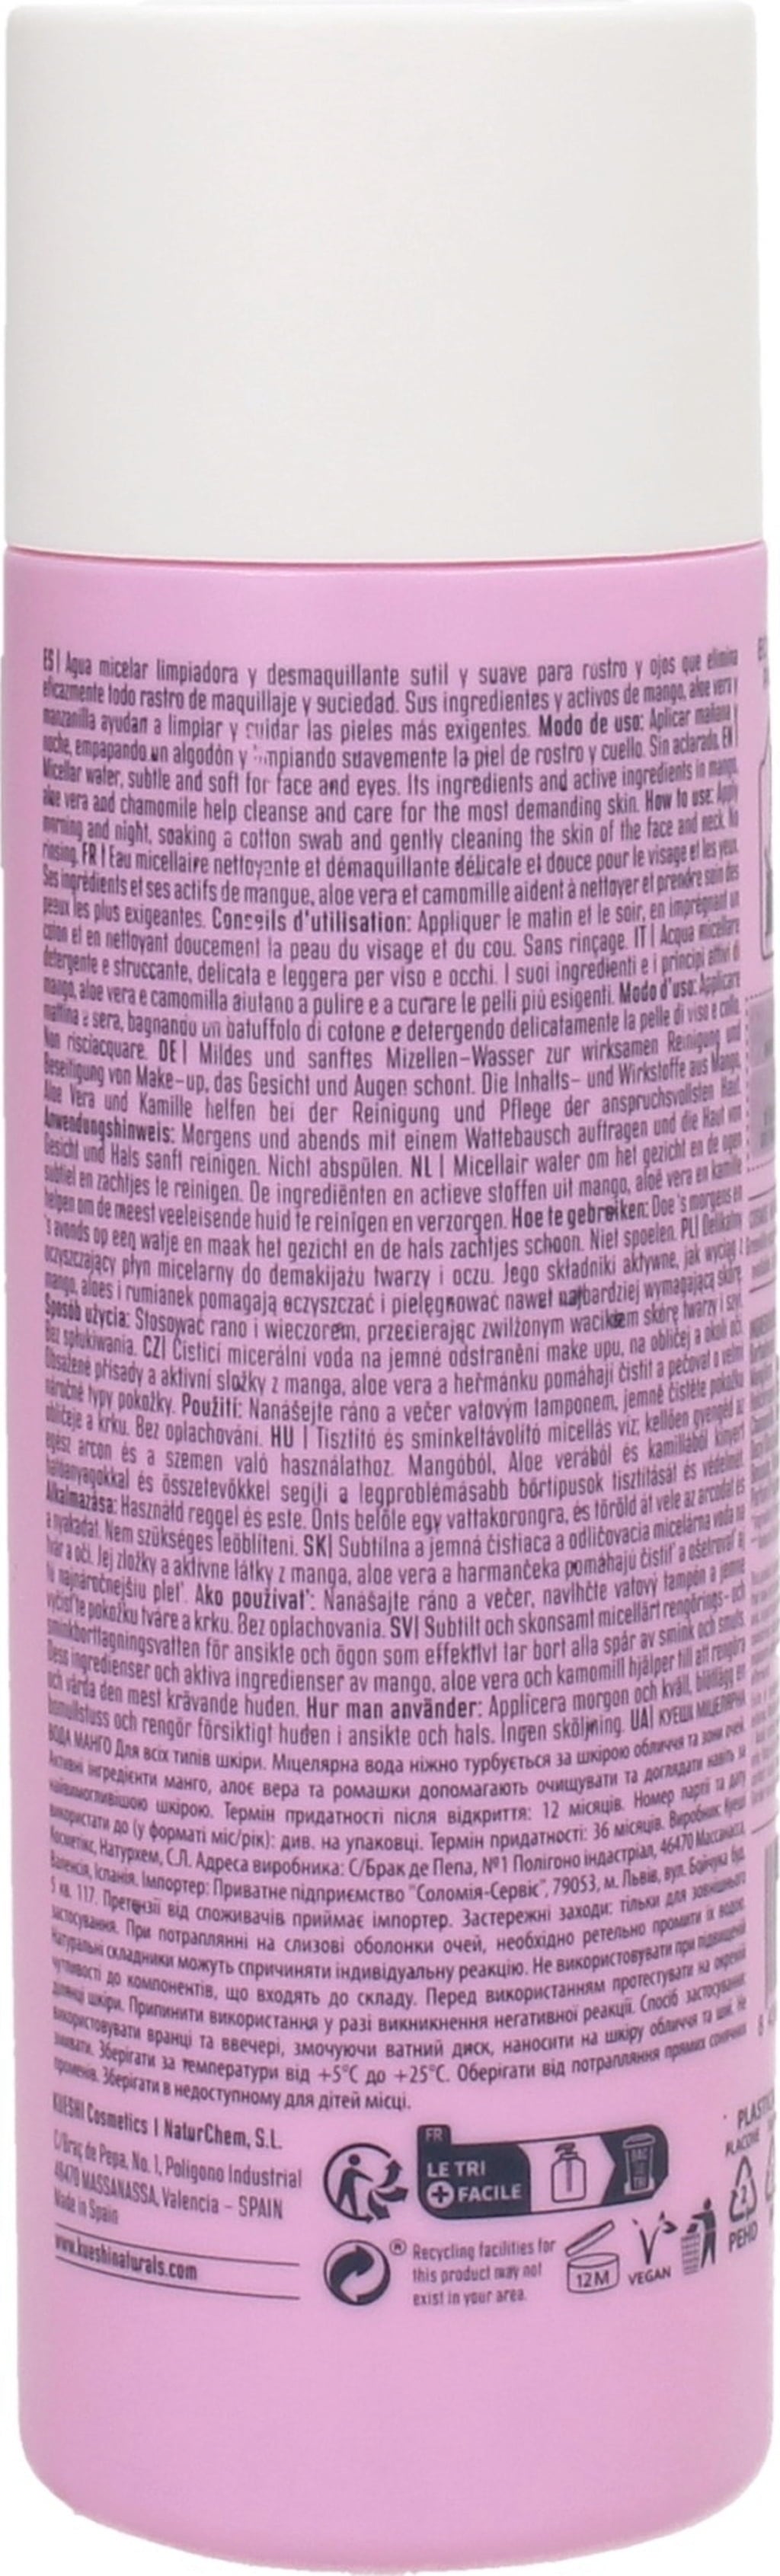 ES | Agua micelar limpiadora y desmaquillante sutil y suave para rostro y ojos que elimina
eficazmente todo rastro de maquillaje y suciedad. Sus ingredientes y activos de mango, aloe vera y
manzanilla ayudan a limpiar y cuidar las pieles más exigentes. Modo de uso: Aplicar mañana y
noche, empapando un algodón y limpiando suavemente la piel de rostro y cuello. Sin aclarado. EN |
Micellar water, subtle and soft for face and eyes. Its ingredients and active ingredients in mango,
aloe vera and chamomile help cleanse and care for the most demanding skin. How to use: Apply
morning and night, soaking a cotton swab and gently cleaning the skin of the face and neck. No
rinsing. FR | Eau micellaire nettoyante et démaquillante délicate et douce pour le visage et les yeux.
Ses ingrédients et ses actifs de mangue, aloe vera et camomille aident à nettoyer et prendre soin des
peaux les plus exigeantes. Conseils d'utilisation: Appliquer le matin et le soir, en imprégnant un
coton et en nettoyant doucement la peau du visage et du cou. Sans rinçage. IT | Acqua micellare
detergente e struccante, delicata e leggera per viso e occhi. I suoi ingredienti e i principi attivi di
mango, aloe vera e camomilla aiutano a pulire e a curare le pelli più esigenti. Modo d'uso: Applicare
mattina e sera, bagnando un batuffolo di cotone e detergendo delicatamente la pelle di viso e collo.
Non risciacquare. DE | Mildes und sanftes Mizellen-Wasser zur wirksamen Reinigung und
Beseitigung von Make-up, das Gesicht und Augen schont. Die Inhalts- und Wirkstoffe aus Mango,
Aloe Vera und Kamille helfen bei der Reinigung und Pflege der anspruchsvollsten Haut.
Anwendungshinweis: Morgens und abends mit einem Wattebausch auftragen und die Haut von
Gesicht und Hals sanft reinigen. Nicht abspülen. NL | Micellair water om het gezicht en de ogen
subtiel en zachtjes te reinigen. De ingrediënten en actieve stoffen uit mango, aloë vera en kamille
helpen om de meest veeleisende huid te reinigen en verzorgen. Hoe te gebreiken: Doe 's morgens en
's avonds op een watje en maak het gezicht en de hals zachtjes schoon. Niet spoelen. PL| Delikatny
oczyszczający płyn micelarny do demakijażu twarzy i oczu. Jego składniki aktywne, jak wyciąg z
mango, aloes i rumianek pomagają oczyszczać i pielęgnować nawet najbardziej wymagającą skórę.
Sposób użycia: Stosować rano i wieczorem, przecierając zwilżonym wacikiem skórę twarzy i szyi.
Bez spłukiwania. CZ| Čisticí micerální voda na jemné odstranění make upu, na obličej a okolí očí.
Obsažené přísady a aktivní složky z manga, aloe vera a heřmánku pomáhají čistit a pečovat o velmi
náročné typy pokožky. Použití: Nanášejte ráno a večer vatovým tamponem, jemně čistěte pokožku
obličeje a krku. Bez oplachování. HU | Tisztító és sminkeltávolító micellás víz, kellően gyengéd az
egész arcon és a szemen való használathoz. Mangóból, Aloe verából és kamillából kinyert
hatóanyagokkal és összetevőkkel segíti a legproblémásabb bőrtípusok tisztítását és védelmét.
Alkalmazása: Használd reggel és este. Önts belőle egy vattakorongra, és töröld át vele az arcodat és
a nyakadat. Nem szükséges leöblíteni. SK| Subtílna a jemná čistiaca a odličovacia micelárna voda na
tvár a oči. Jej zložky a aktívne látky z manga, aloe vera a harmančeka pomáhajú čistiť a ošetrovať aj
tú najnáročnejšiu pleť. Ako používať: Nanášajte ráno a večer, navlhčte vatový tampón a jemne
vyčistite pokožku tváre a krku. Bez oplachovania. SV| Subtilt och skonsamt micellärt rengörings- och
sminkborttagningsvatten för ansikte och ögon som effektivt tar bort alla spår av smink och smuts.
Dess ingredienser och aktiva ingredienser av mango, aloe vera och kamomill hjälper till att rengöra
och vårda den mest krävande huden. Hur man använder: Applicera morgon och kväll, blötlägg en
bomullstuss och rengör försiktigt huden i ansikte och hals. Ingen sköljning. UA| КУЕШІ МІЦЕЛЯРНА
ВОДА МАНГО Для всіх типів шкіри. Міцелярна вода ніжно турбується за шкірою обличчя та зони очей.
Активні інгредієнти манго, алоє вера та ромашки допомагають очищувати та доглядати навіть за
найвимогливішою шкірою. Термін придатності після відкриття: 12 місяців. Номер партії та дату
використати до (у форматі міс/рік): див. на упаковці. Термін придатності: 36 місяців. Виробник: Куеші
Косметікс, Натурхем, С.Л. Адреса виробника: С/Брак де Пепа, №1 Полігоно індастріал, 46470 Массанасса,
Валенсія, Іспанія. Імпортер: Приватне підприємство "Соломія-Сервіс", 79053, м. Львів, вул. Бойчука буд.
5 кв. 117. Претензії від споживачів приймає імпортер. Застережні заходи: тільки для зовнішнього
застосування. При потраплянні на слизові оболонки очей, необхідно ретельно промити їх водою.
Натуральні складники можуть спричиняти індивідуальну реакцію. Не використовувати при підвищеній
чутливості до компонентів, що входять до складу. Перед використанням протестувати на окремій
ділянці шкіри. Припинити використання у разі виникнення негативної реакції. Спосіб застосування:
використовувати вранці та ввечері, змочуючи ватний диск, наносити на шкіру обличчя та шиї. Не
змивати. Зберігати за температури від +5°C до +25°C. Оберігати від потрапляння прямих сонячних
променів. Зберігати в недоступному для дітей місці.
KUESHI Cosmetics | NaturChem, S.L.
C/Braç de Pepa, No. 1, Polígono Industrial
46470 MASSANASSA, Valencia - SPAIN
Made in Spain
www.kueshinaturals.com
FR
LE TRI
+ FACILE
BAC
DE
TRI
® Recycling facilities for
this product may not
exist in your area.
12M
VEGAN
2
PEHD